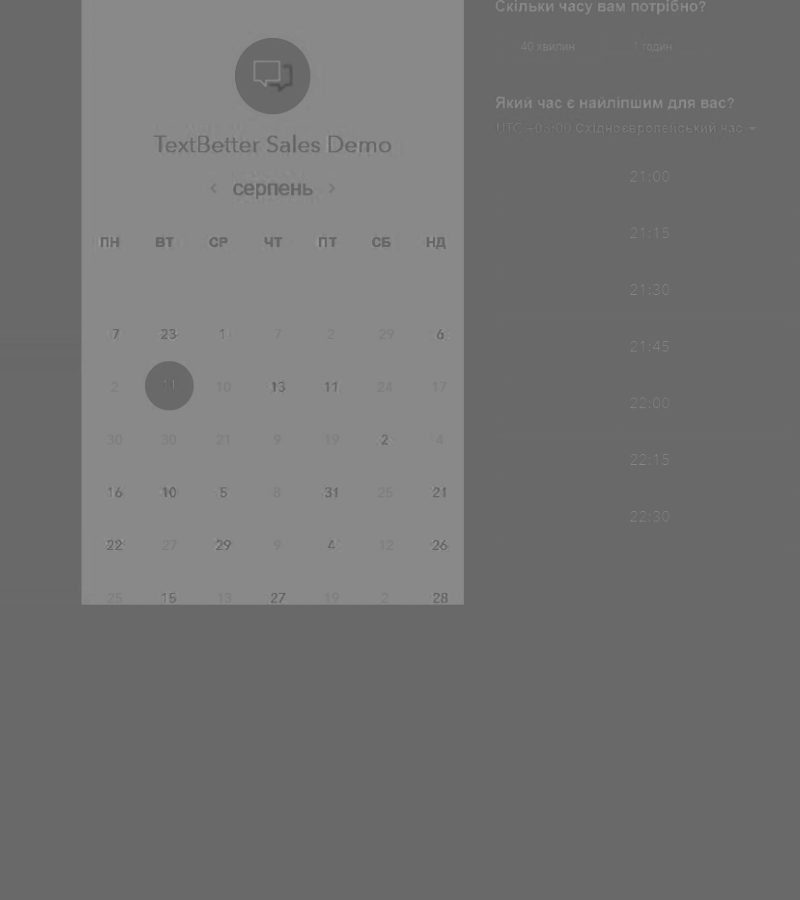 TextBetter Sales Demo
‹ серпень ›
ПН ВТ СР ЧТ ПТ СБ НД
7 23 1 7 2 29 6
2 11 10 13 11 24 17
30 30 21 9 19 2 4
16 10 5 8 31 25 21
22 27 29 9 4 12 26
25 15 13 27 19 2 28
Скільки часу вам потрібно?
40 хвилин 1 годин
Який час є найліпшим для вас?
UTC +03:00 Східноєвропейський час
21:00
21:15
21:30
21:45
22:00
22:15
22:30